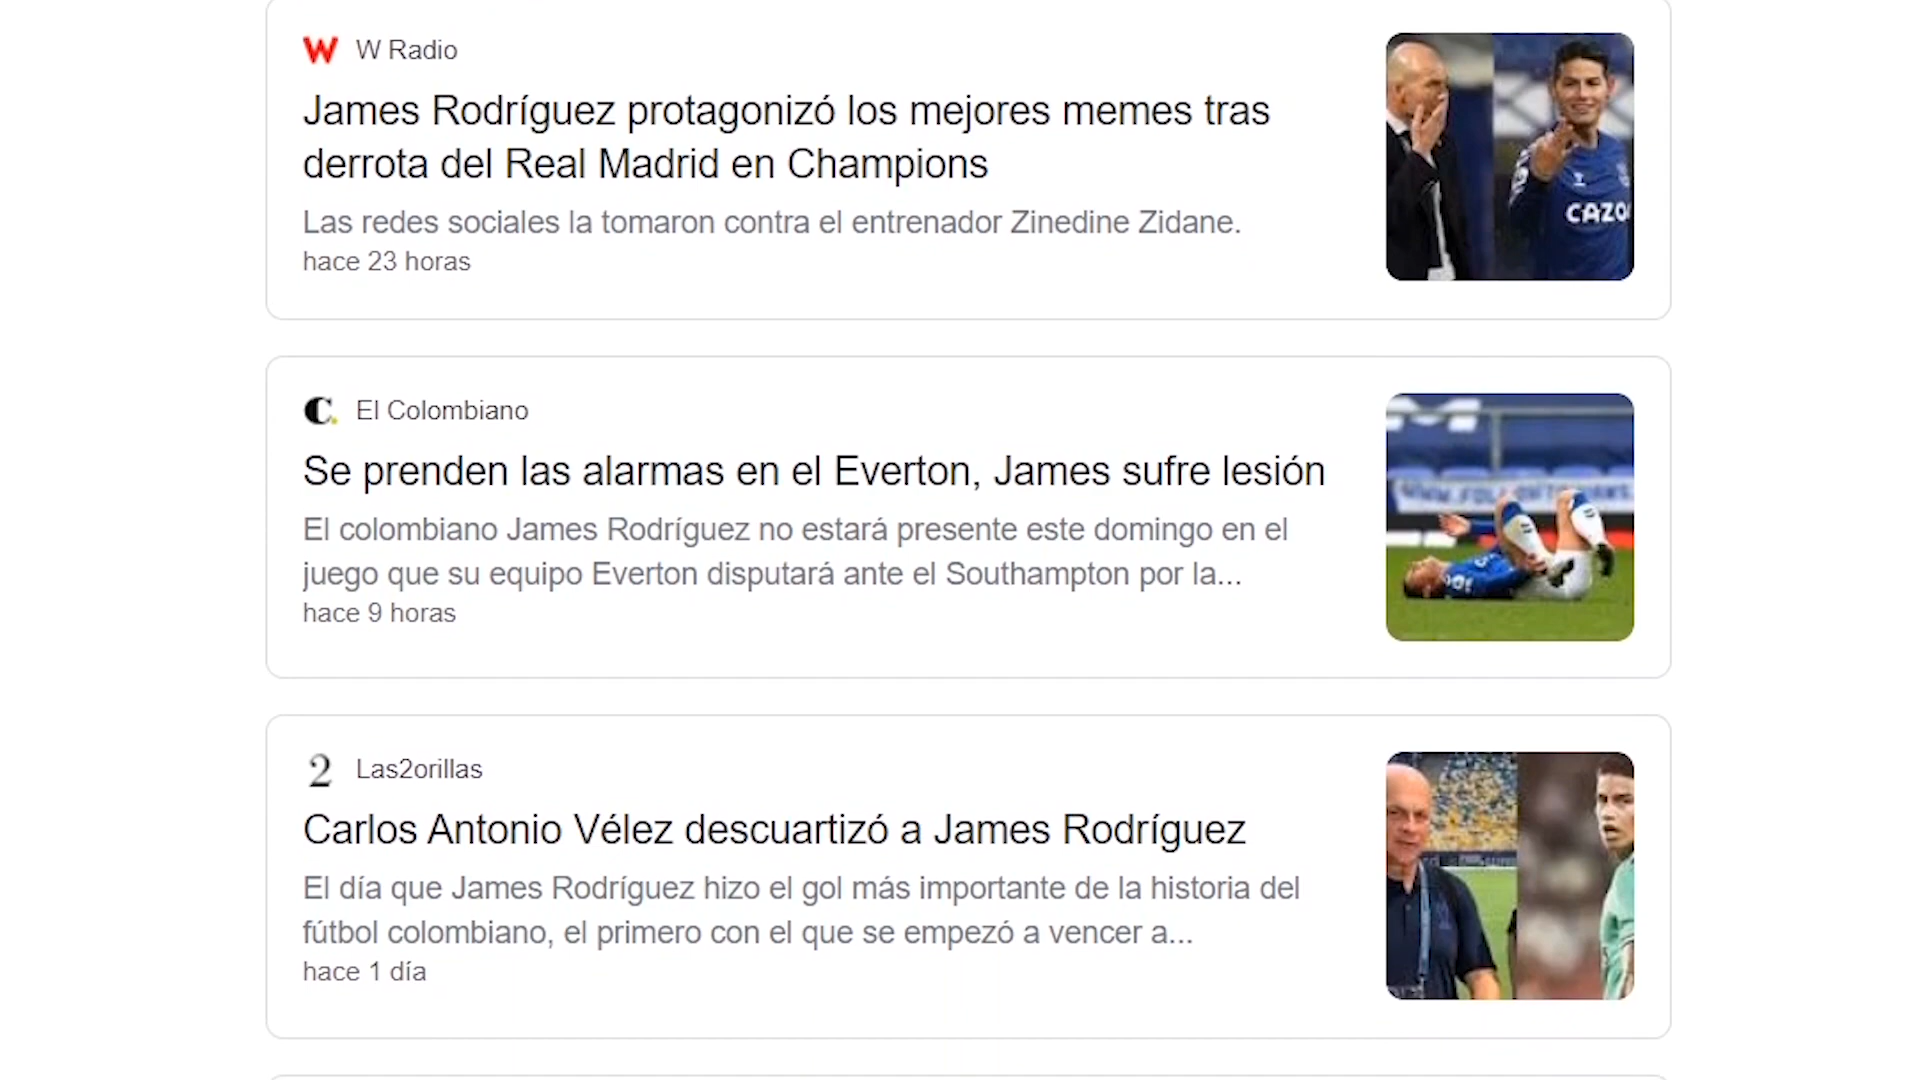 W W Radio
James Rodríguez protagonizó los mejores memes tras
derrota del Real Madrid en Champions
Las redes sociales la tomaron contra el entrenador Zinedine Zidane.
hace 23 horas
CAZO
C. El Colombiano
Se prenden las alarmas en el Everton, James sufre lesión
El colombiano James Rodríguez no estará presente este domingo en el
juego que su equipo Everton disputará ante el Southampton por la...
hace 9 horas
2 Las2orillas
Carlos Antonio Vélez descuartizó a James Rodríguez
El día que James Rodríguez hizo el gol más importante de la historia del
fútbol colombiano, el primero con el que se empezó a vencer a...
hace 1 día